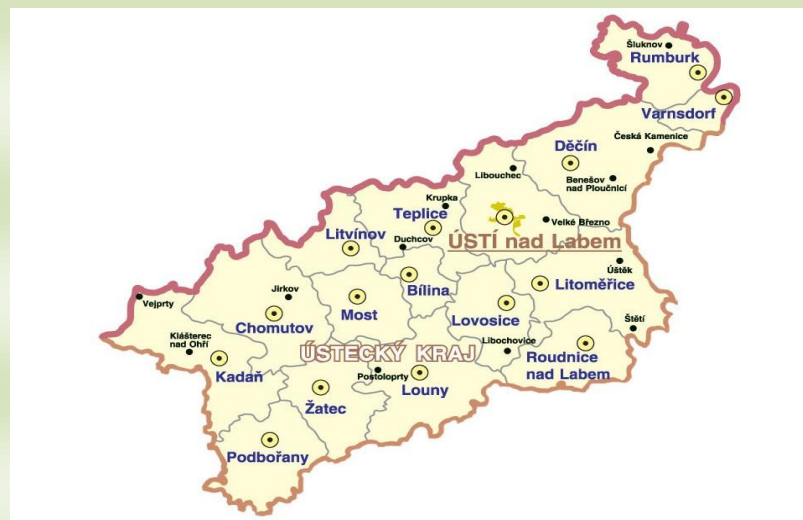 Šluknov
Rumburk
Varnsdorf
Česká Kamenice
Děčín
Libouchec
Benešov
nad Ploučnicí
Krupka
Teplice
Velké Březno
Litvínov
Duchcov
ÚSTÍ nad Labem
Úštěk
Bílina
Litoměřice
Jirkov
Vejprty
Most
Lovosice
Chomutov
Štětí
Klášterec
nad Ohří
Libochovice
ÚSTECKÝ KRAJ
Roudnice
nad Labem
Kadaň
Postoloprty
Louny
Žatec
Podbořany